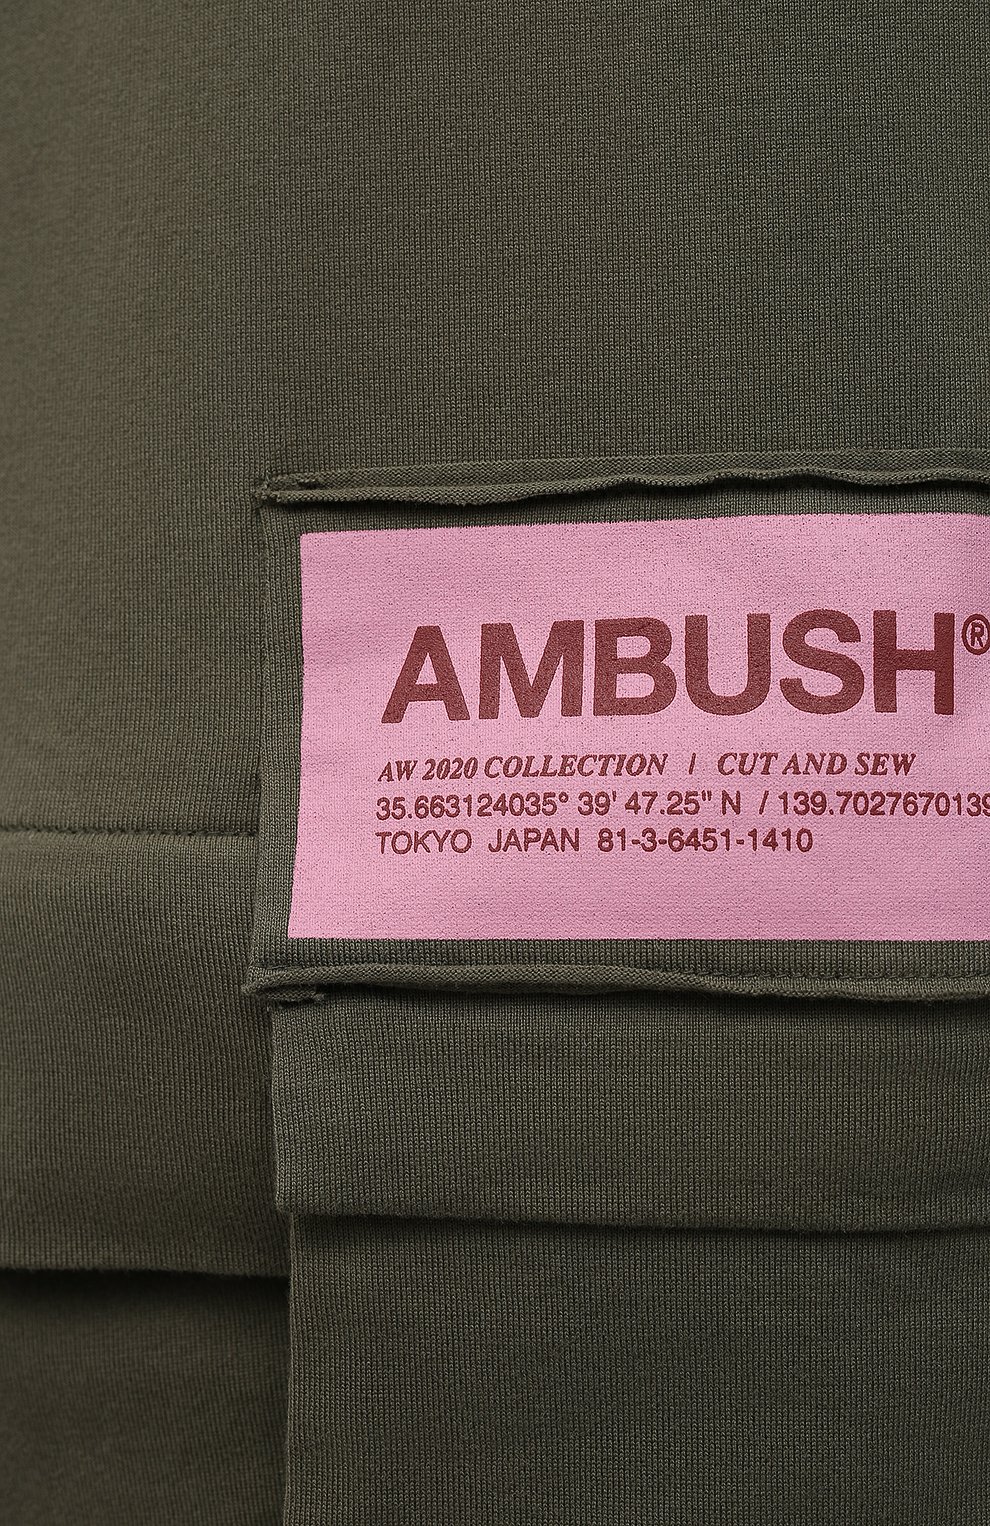 AMBUSH®
AW 2020 COLLECTION | CUT AND SEW
35.663124035° 39' 47.25" N / 139.7027670139
TOKYO JAPAN 81-3-6451-1410